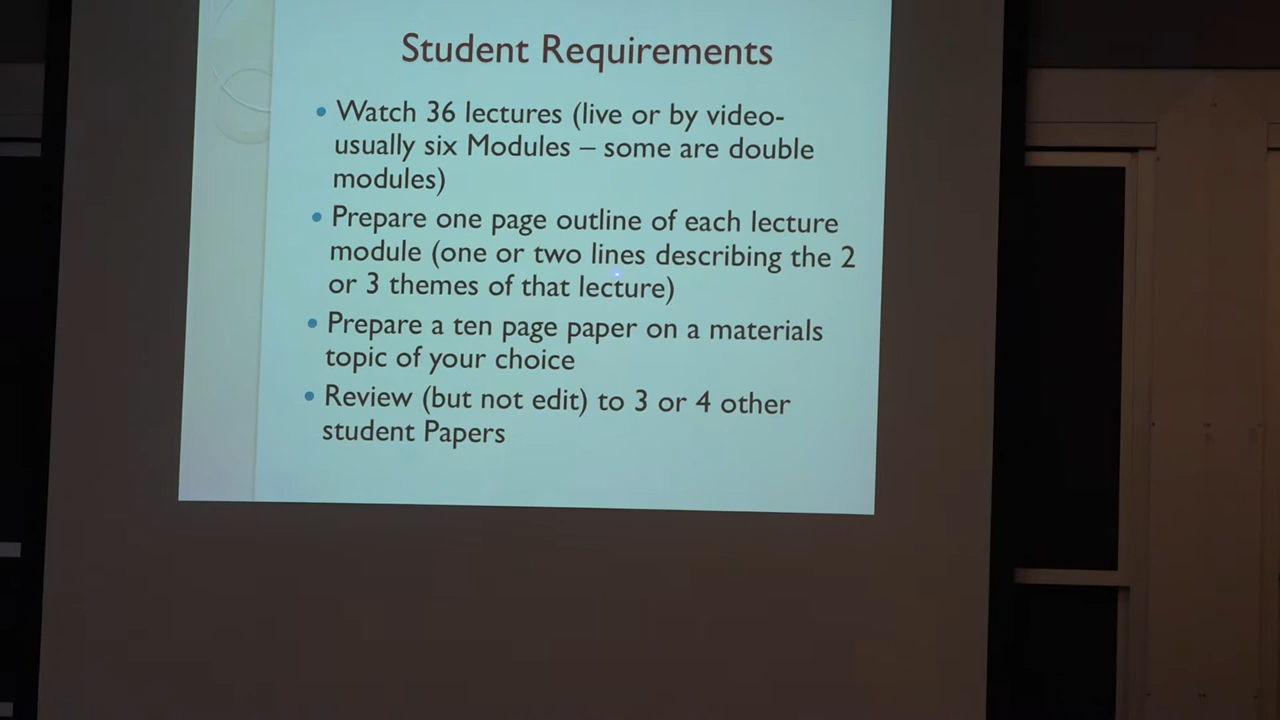 Student Requirements
• Watch 36 lectures (live or by video-
usually six Modules – some are double
modules)
• Prepare one page outline of each lecture
module (one or two lines describing the 2
or 3 themes of that lecture)
• Prepare a ten page paper on a materials
topic of your choice
• Review (but not edit) to 3 or 4 other
student Papers